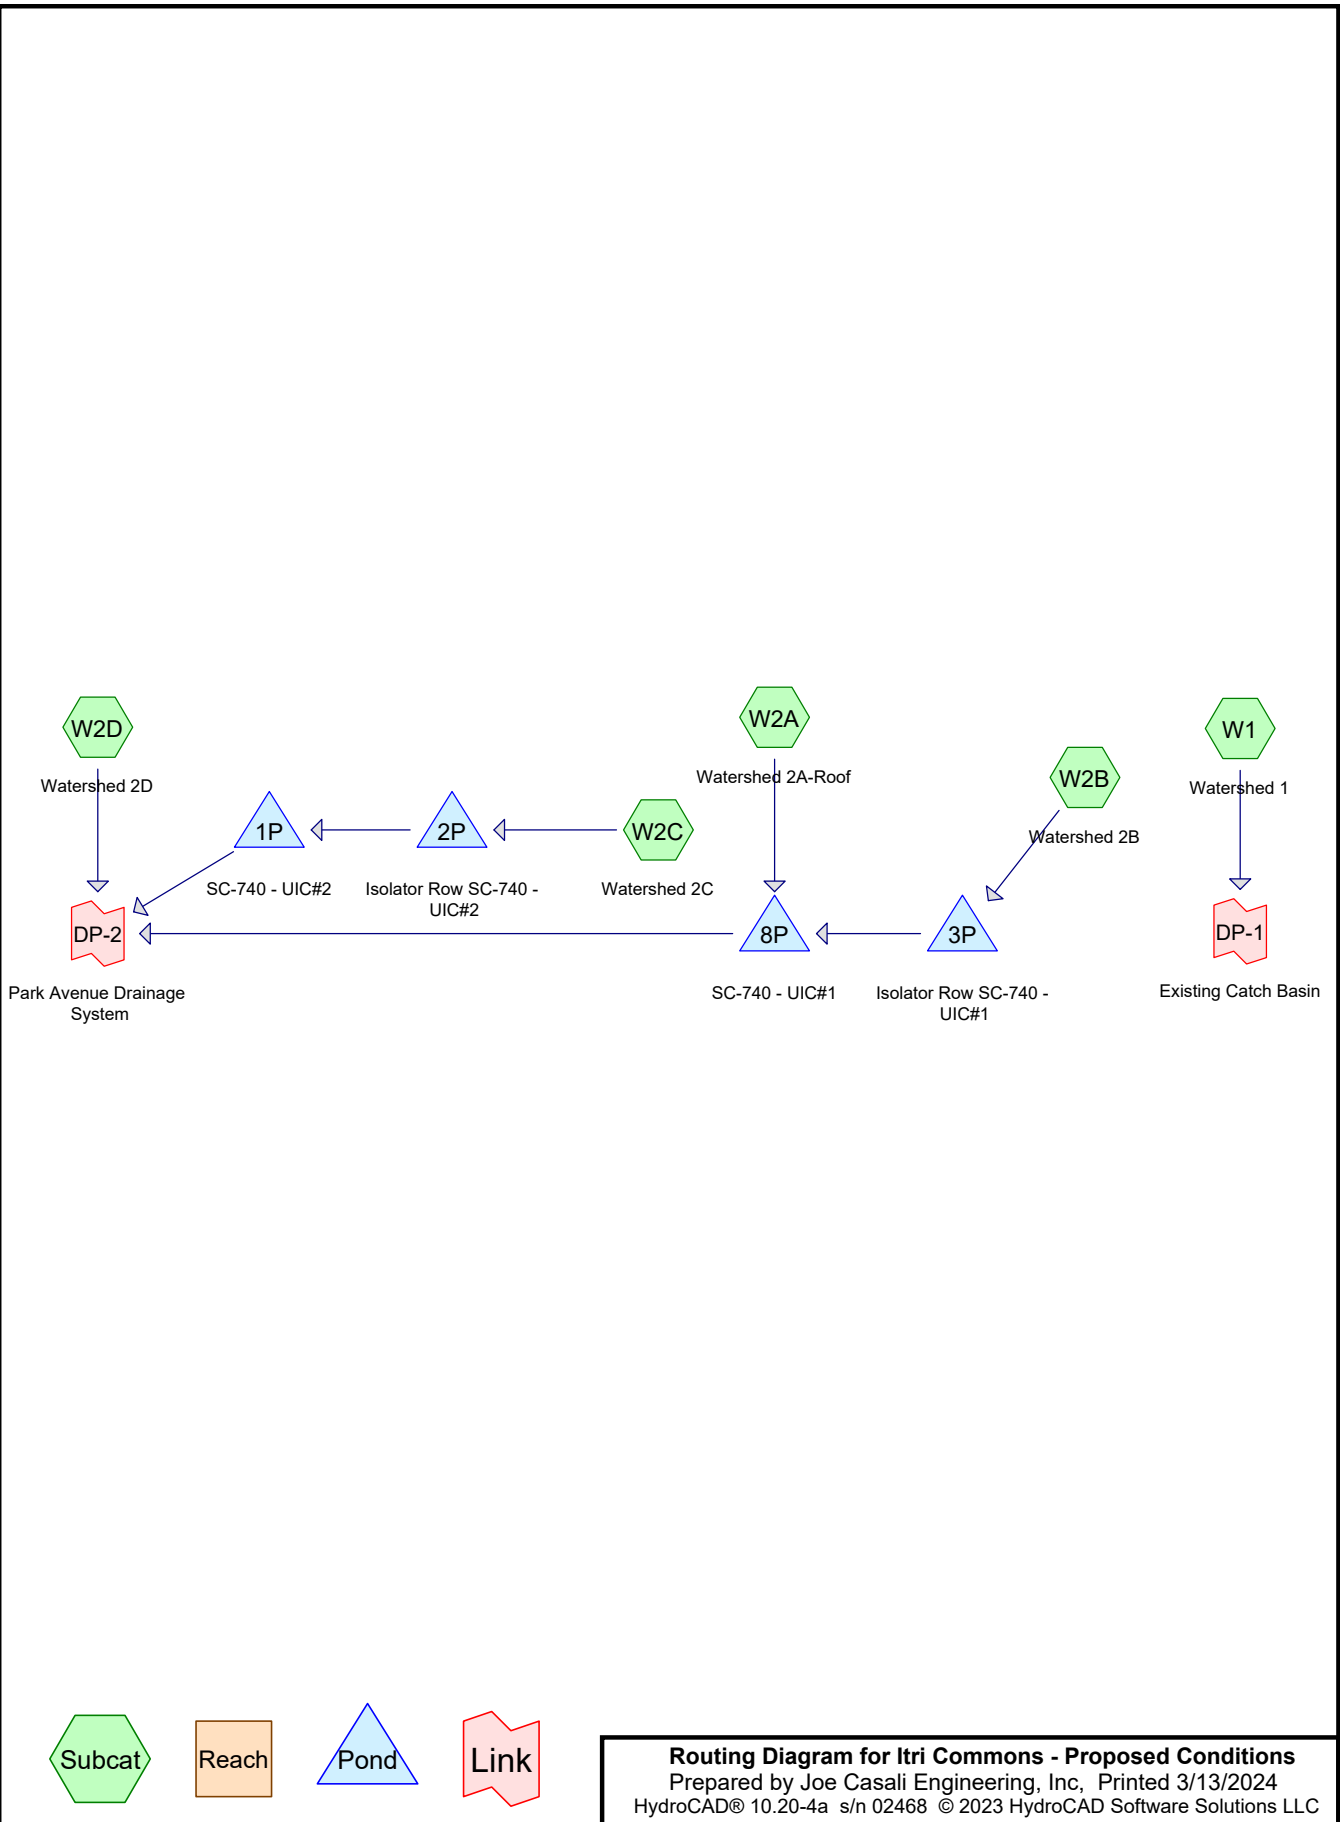 W2D
Watershed 2D
W2A
Watershed 2A-Roof
W1
Watershed 1
W2B
Watershed 2B
1P
SC-740 - UIC#2
2P
Isolator Row SC-740 -
UIC#2
W2C
Watershed 2C
DP-2
Park Avenue Drainage
System
8P
SC-740 - UIC#1
3P
Isolator Row SC-740 -
UIC#1
DP-1
Existing Catch Basin
Subcat
Reach
Pond
Link
Routing Diagram for Itri Commons - Proposed Conditions
Prepared by Joe Casali Engineering, Inc, Printed 3/13/2024
HydroCAD® 10.20-4a s/n 02468 © 2023 HydroCAD Software Solutions LLC